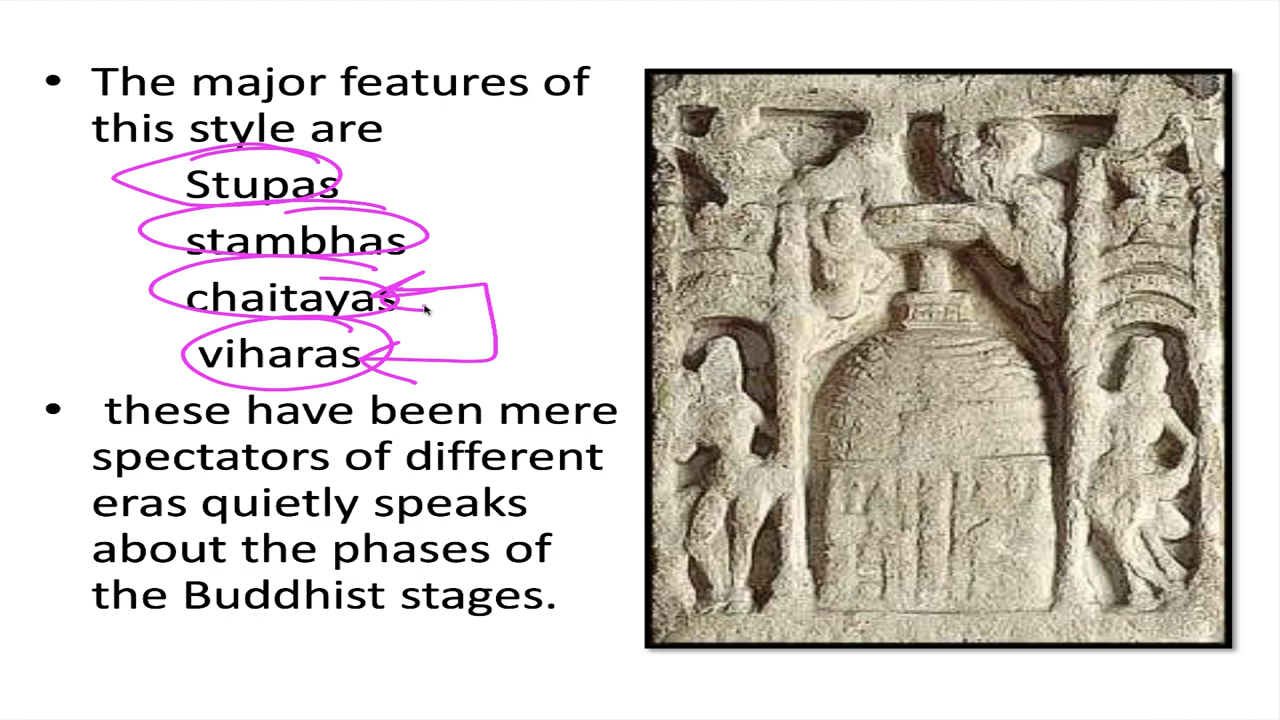 • The major features of
this style are
Stupas
stambhas
chaitayas
viharas
• these have been mere
spectators of different
eras quietly speaks
about the phases of
the Buddhist stages.